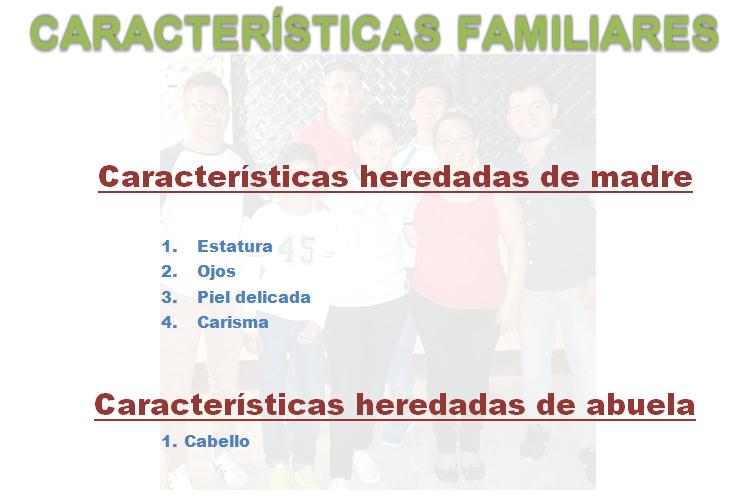 CARACTERÍSTICAS FAMILIARES
Características heredadas de madre
1. Estatura
45
2. Ojos
3. Piel delicada
4. Carisma
Características heredadas de abuela
1. Cabello